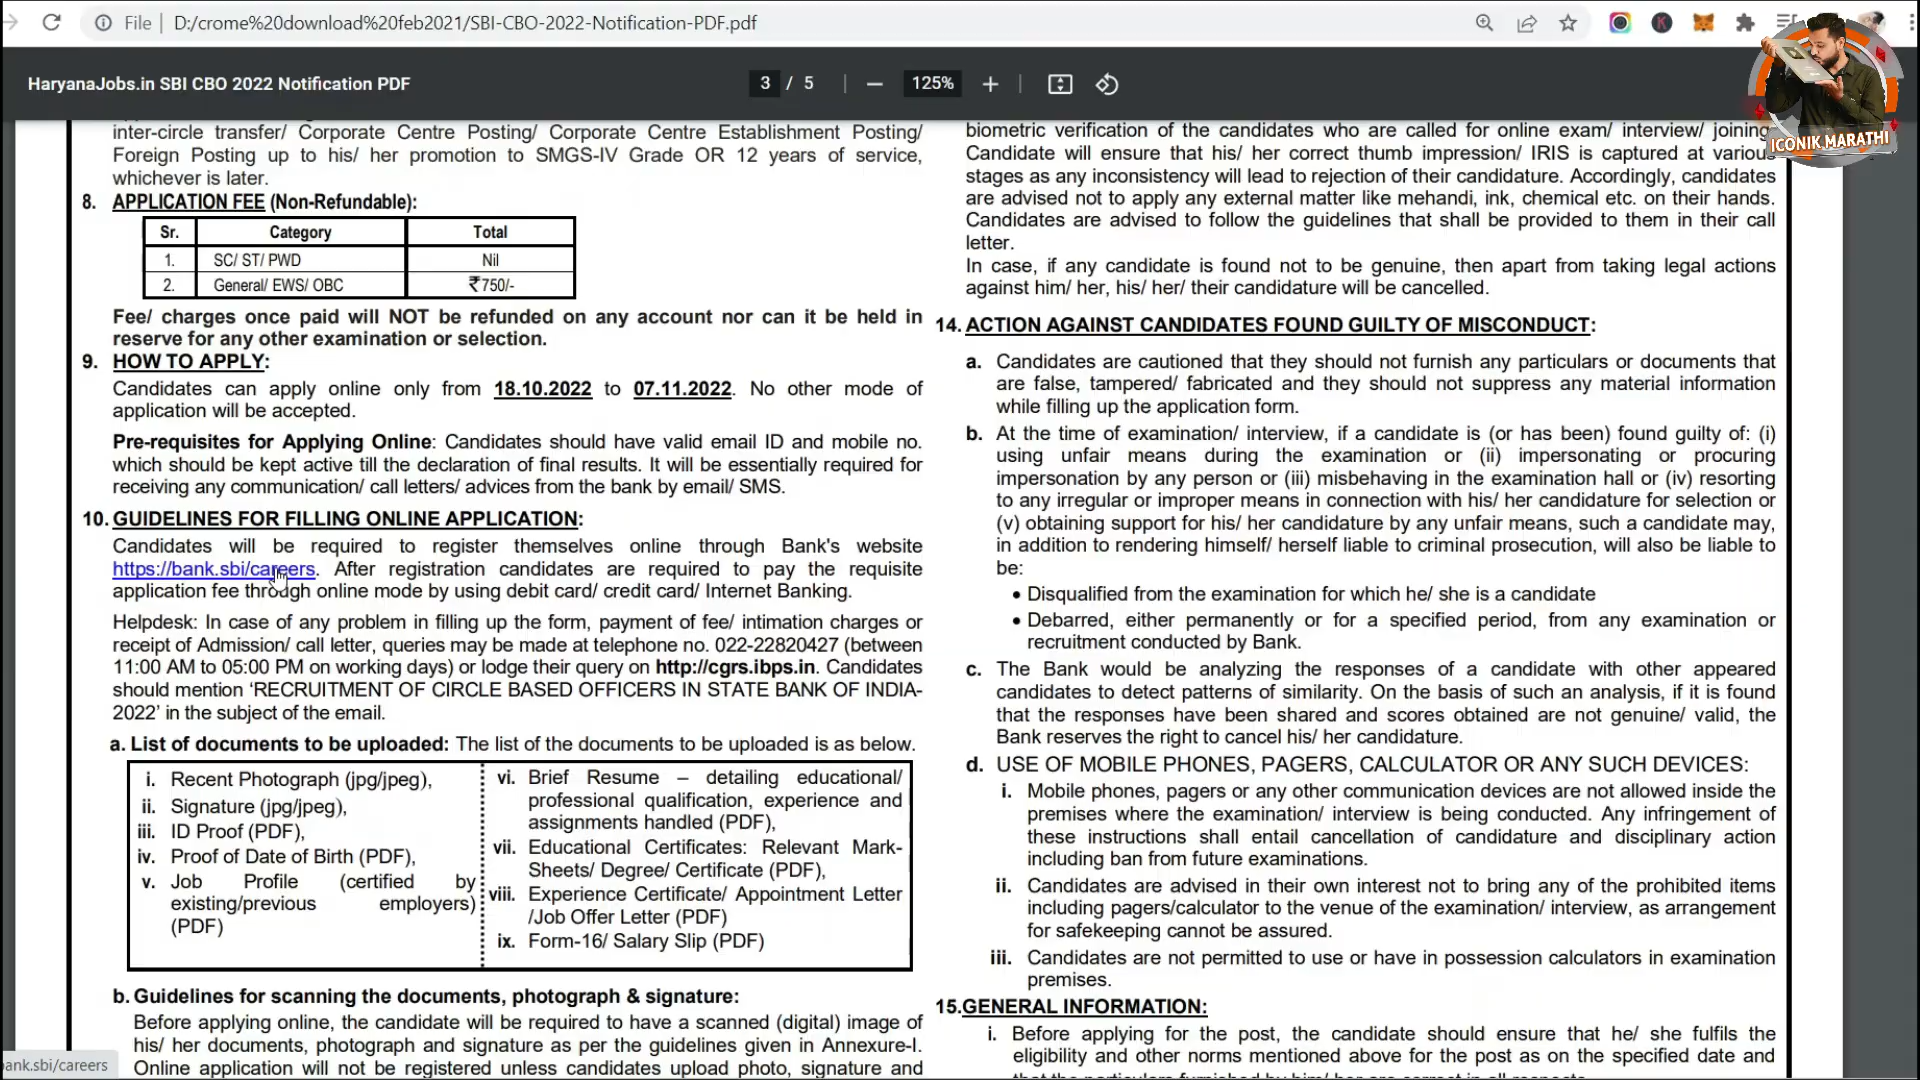 File
D:/crome%20download%20feb2021/SBI-CBO-2022-Notification-PDF.pdf
HaryanaJobs.in SBI CBO 2022 Notification PDF
3 / 5
125%
ICONIK MARATHI
inter-circle transfer/ Corporate Centre Posting/ Corporate Centre Establishment Posting/
Foreign Posting up to his/ her promotion to SMGS-IV Grade OR 12 years of service,
whichever is later.
8. APPLICATION FEE (Non-Refundable):
Sr. Category Total
1. SC/ ST/ PWD Nil
2. General/ EWS/ OBC ₹750/-
Fee/ charges once paid will NOT be refunded on any account nor can it be held in
reserve for any other examination or selection.
9. HOW TO APPLY:
Candidates can apply online only from 18.10.2022 to 07.11.2022. No other mode of
application will be accepted.
Pre-requisites for Applying Online: Candidates should have valid email ID and mobile no.
which should be kept active till the declaration of final results. It will be essentially required for
receiving any communication/ call letters/ advices from the bank by email/ SMS.
10. GUIDELINES FOR FILLING ONLINE APPLICATION:
Candidates will be required to register themselves online through Bank's website
https://bank.sbi/careers. After registration candidates are required to pay the requisite
application fee through online mode by using debit card/ credit card/ Internet Banking.
Helpdesk: In case of any problem in filling up the form, payment of fee/ intimation charges or
receipt of Admission/ call letter, queries may be made at telephone no. 022-22820427 (between
11:00 AM to 05:00 PM on working days) or lodge their query on http://cgrs.ibps.in. Candidates
should mention ‘RECRUITMENT OF CIRCLE BASED OFFICERS IN STATE BANK OF INDIA-
2022’ in the subject of the email.
a. List of documents to be uploaded: The list of the documents to be uploaded is as below.
i. Recent Photograph (jpg/jpeg),
ii. Signature (jpg/jpeg),
iii. ID Proof (PDF),
iv. Proof of Date of Birth (PDF),
v. Job Profile (certified by
existing/previous employers)
(PDF)
vi. Brief Resume – detailing educational/
professional qualification, experience and
assignments handled (PDF),
vii. Educational Certificates: Relevant Mark-
Sheets/ Degree/ Certificate (PDF),
viii. Experience Certificate/ Appointment Letter
/Job Offer Letter (PDF)
ix. Form-16/ Salary Slip (PDF)
b. Guidelines for scanning the documents, photograph & signature:
Before applying online, the candidate will be required to have a scanned (digital) image of
his/ her documents, photograph and signature as per the guidelines given in Annexure-I.
Online application will not be registered unless candidates upload photo, signature and
biometric verification of the candidates who are called for online exam/ interview/ joining.
Candidate will ensure that his/ her correct thumb impression/ IRIS is captured at various
stages as any inconsistency will lead to rejection of their candidature. Accordingly, candidates
are advised not to apply any external matter like mehandi, ink, chemical etc. on their hands.
Candidates are advised to follow the guidelines that shall be provided to them in their call
letter.
In case, if any candidate is found not to be genuine, then apart from taking legal actions
against him/ her, his/ her/ their candidature will be cancelled.
14. ACTION AGAINST CANDIDATES FOUND GUILTY OF MISCONDUCT:
a. Candidates are cautioned that they should not furnish any particulars or documents that
are false, tampered/ fabricated and they should not suppress any material information
while filling up the application form.
b. At the time of examination/ interview, if a candidate is (or has been) found guilty of: (i)
using unfair means during the examination or (ii) impersonating or procuring
impersonation by any person or (iii) misbehaving in the examination hall or (iv) resorting
to any irregular or improper means in connection with his/ her candidature for selection or
(v) obtaining support for his/ her candidature by any unfair means, such a candidate may,
in addition to rendering himself/ herself liable to criminal prosecution, will also be liable to
be:
• Disqualified from the examination for which he/ she is a candidate
• Debarred, either permanently or for a specified period, from any examination or
recruitment conducted by Bank.
c. The Bank would be analyzing the responses of a candidate with other appeared
candidates to detect patterns of similarity. On the basis of such an analysis, if it is found
that the responses have been shared and scores obtained are not genuine/ valid, the
Bank reserves the right to cancel his/ her candidature.
d. USE OF MOBILE PHONES, PAGERS, CALCULATOR OR ANY SUCH DEVICES:
i. Mobile phones, pagers or any other communication devices are not allowed inside the
premises where the examination/ interview is being conducted. Any infringement of
these instructions shall entail cancellation of candidature and disciplinary action
including ban from future examinations.
ii. Candidates are advised in their own interest not to bring any of the prohibited items
including pagers/calculator to the venue of the examination/ interview, as arrangement
for safekeeping cannot be assured.
iii. Candidates are not permitted to use or have in possession calculators in examination
premises.
15.GENERAL INFORMATION:
i. Before applying for the post, the candidate should ensure that he/ she fulfils the
eligibility and other norms mentioned above for the post as on the specified date and
ank.sbi/careers